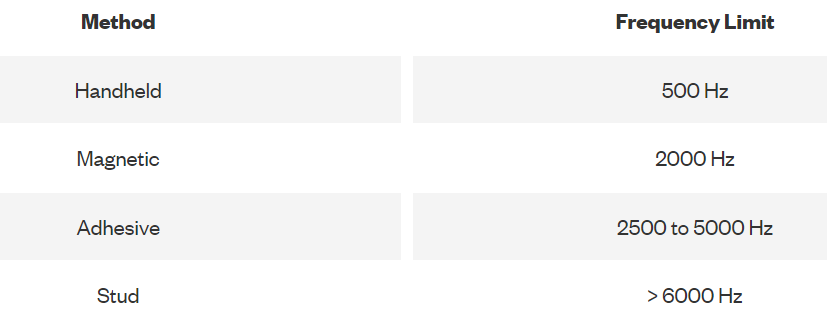 Method Frequency Limit
Handheld 500 Hz
Magnetic 2000 Hz
Adhesive 2500 to 5000 Hz
Stud > 6000 Hz